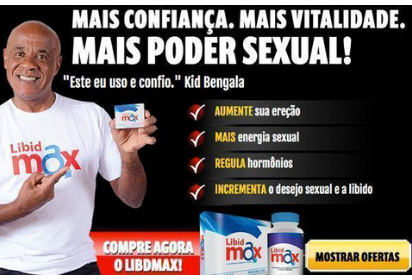 MAIS CONFIANÇA. MAIS VITALIDADE.
MAIS PODER SEXUAL!
"Este eu uso e confio." Kid Bengala
AUMENTE sua ereção
MAIS energia sexual
REGULA hormônios
INCREMENTA o desejo sexual e a libido
Libid
max
COMPRE AGORA
O LIBDMAX!
Libid
max
Libid
max
MOSTRAR OFERTAS